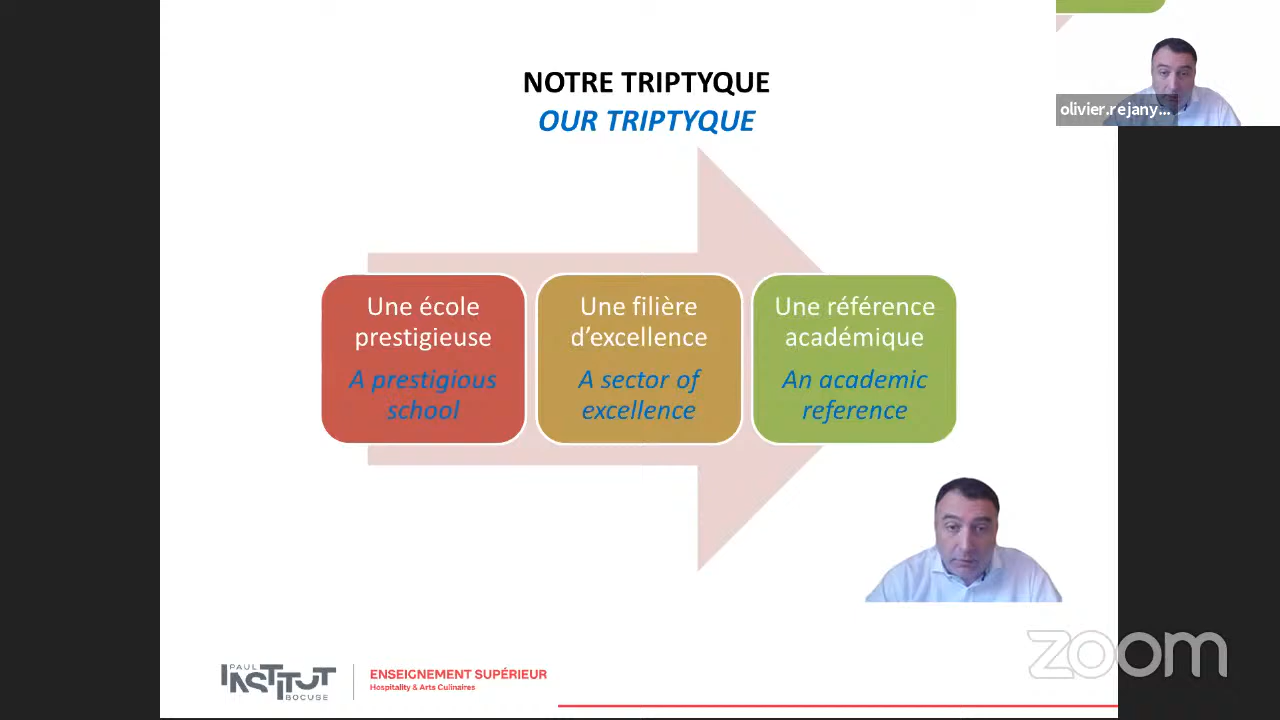 NOTRE TRIPTYQUE
OUR TRIPTYQUE
olivier.rejany...
Une école
prestigieuse
A prestigious
school
Une filière
d’excellence
A sector of
excellence
Une référence
académique
An academic
reference
PAUL
INSTITUT
BOCUSE
ENSEIGNEMENT SUPÉRIEUR
Hospitality & Arts Culinaires
zoom